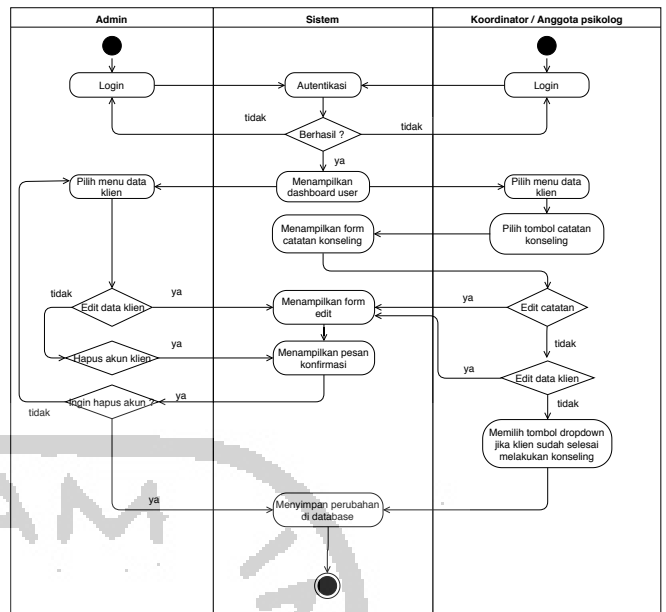 Admin
Sistem
Koordinator / Anggota psikolog
Login
Autentikasi
Login
tidak
Berhasil ?
tidak
ya
Pilih menu data
klien
Menampilkan
dashboard user
Pilih menu data
klien
Menampilkan form
catatan konseling
Pilih tombol catatan
konseling
tidak
Edit data klien
ya
Menampilkan form
edit
ya
Edit catatan
tidak
Hapus akun klien
ya
Menampilkan pesan
konfirmasi
ya
Edit data klien
tidak
Ingin hapus akun ?
ya
tidak
Memilih tombol dropdown
jika klien sudah selesai
melakukan konseling
ya
Menyimpan perubahan
di database
AM